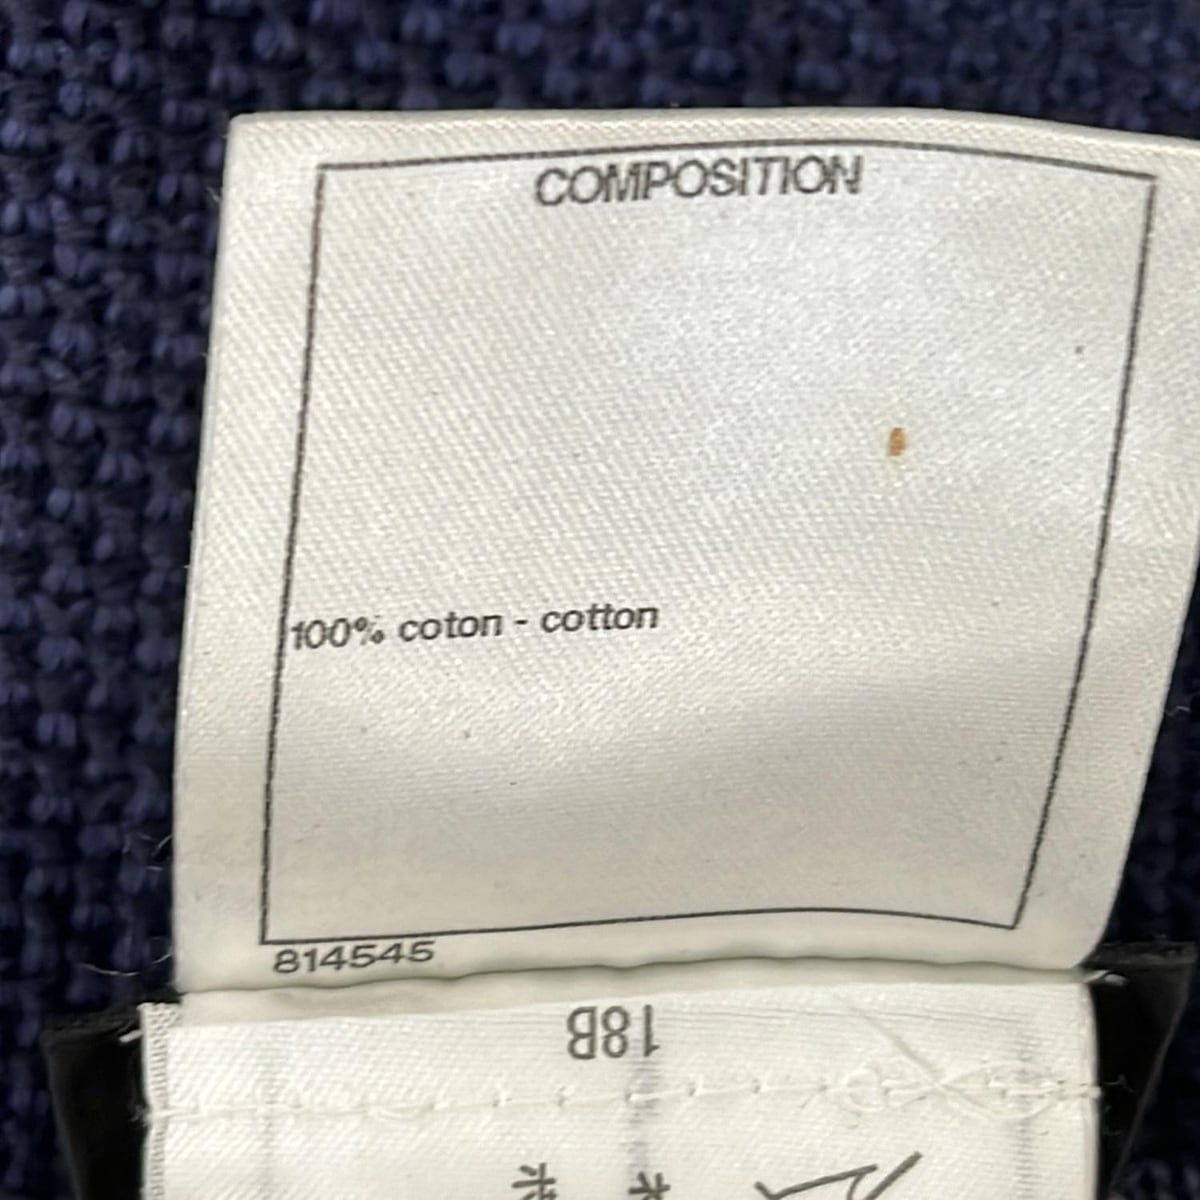 COMPOSITION
100% coton - cotton
814545
18B